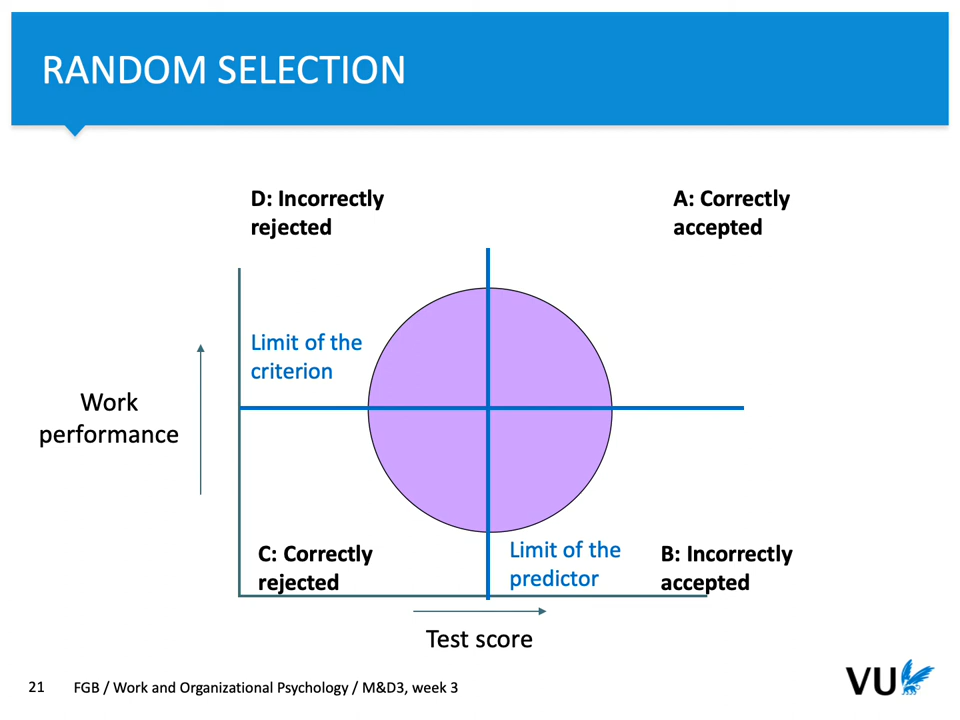 RANDOM SELECTION
D: Incorrectly
rejected
A: Correctly
accepted
Limit of the
criterion
Work
performance
C: Correctly
rejected
Limit of the
predictor
B: Incorrectly
accepted
Test score
21 FGB / Work and Organizational Psychology / M&D3, week 3
VU